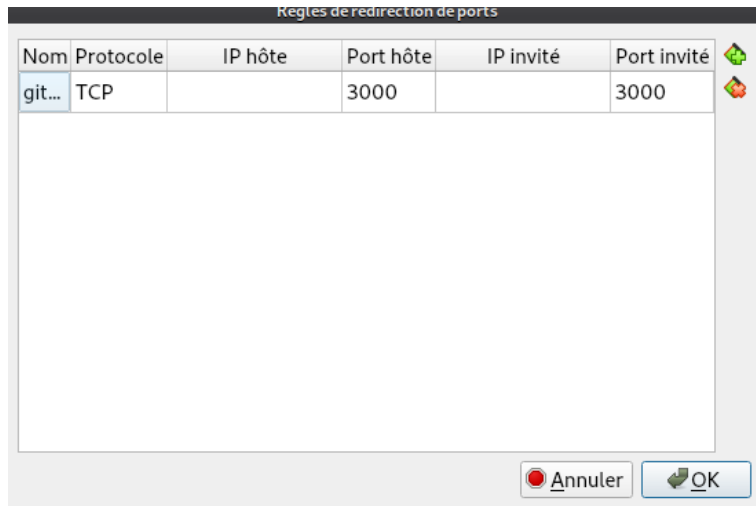 Règles de redirection de ports
Nom Protocole IP hôte Port hôte IP invité Port invité
git... TCP 3000 3000
Annuler OK